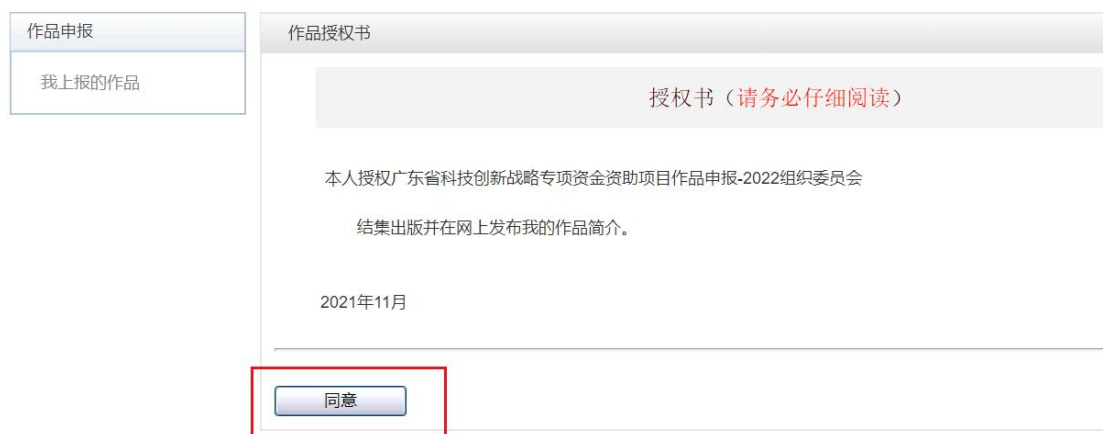 作品申报
我上报的作品
作品授权书
授权书（请务必仔细阅读）
本人授权广东省科技创新战略专项资金资助项目作品申报-2022组织委员会
结集出版并在网上发布我的作品简介。
2021年11月
同意